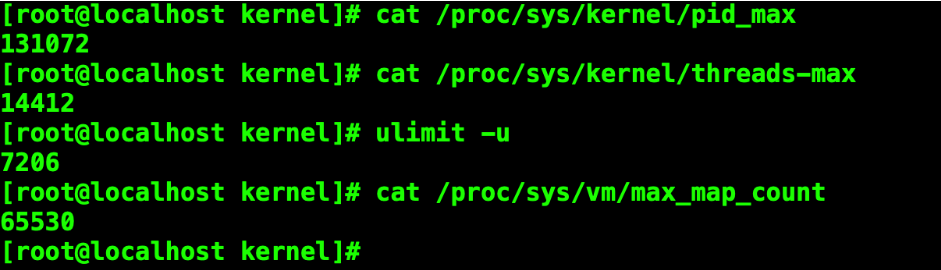 [root@localhost kernel]# cat /proc/sys/kernel/pid_max
131072
[root@localhost kernel]# cat /proc/sys/kernel/threads-max
14412
[root@localhost kernel]# ulimit -u
7206
[root@localhost kernel]# cat /proc/sys/vm/max_map_count
65530
[root@localhost kernel]#